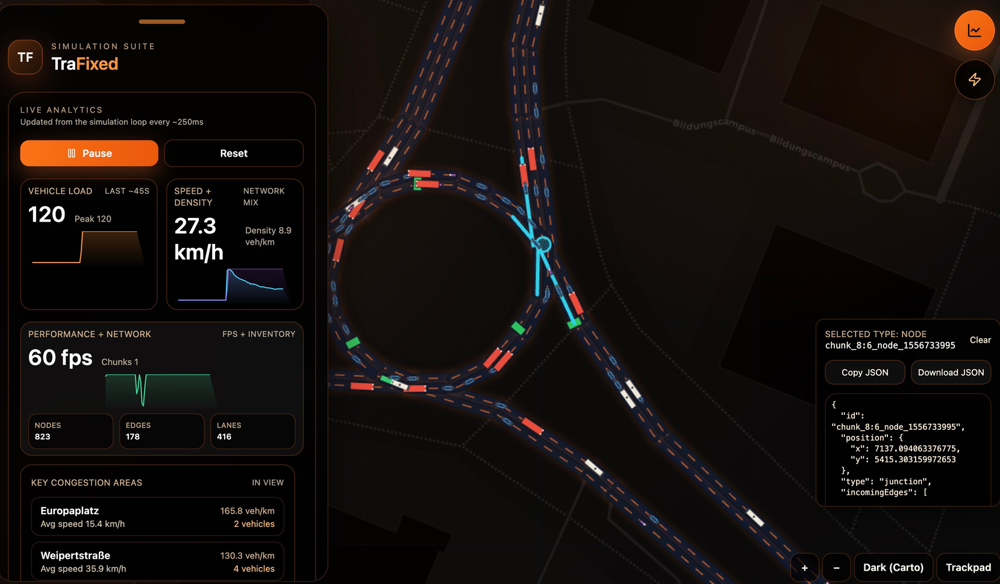 TF
SIMULATION SUITE
TraFixed
LIVE ANALYTICS
Updated from the simulation loop every ~250ms
Pause
Reset
VEHICLE LOAD
LAST ~45S
120
Peak 120
SPEED +
DENSITY
NETWORK
MIX
27.3
km/h
Density 8.9
veh/km
PERFORMANCE + NETWORK
FPS + INVENTORY
60 fps
Chunks 1
NODES
823
EDGES
178
LANES
416
KEY CONGESTION AREAS
IN VIEW
Europaplatz
165.8 veh/km
Avg speed 15.4 km/h
2 vehicles
Weipertstraße
130.3 veh/km
Avg speed 35.9 km/h
4 vehicles
Bildungscampus
Bildungscampus
SELECTED TYPE: NODE
chunk_8:6_node_1556733995
Clear
Copy JSON
Download JSON
{
"id":
"chunk_8:6_node_1556733995",
"position": {
"x": 7137.094063376775,
"y": 5415.303159972653
},
"type": "junction",
"incomingEdges": [
+
−
Dark (Carto)
Trackpad